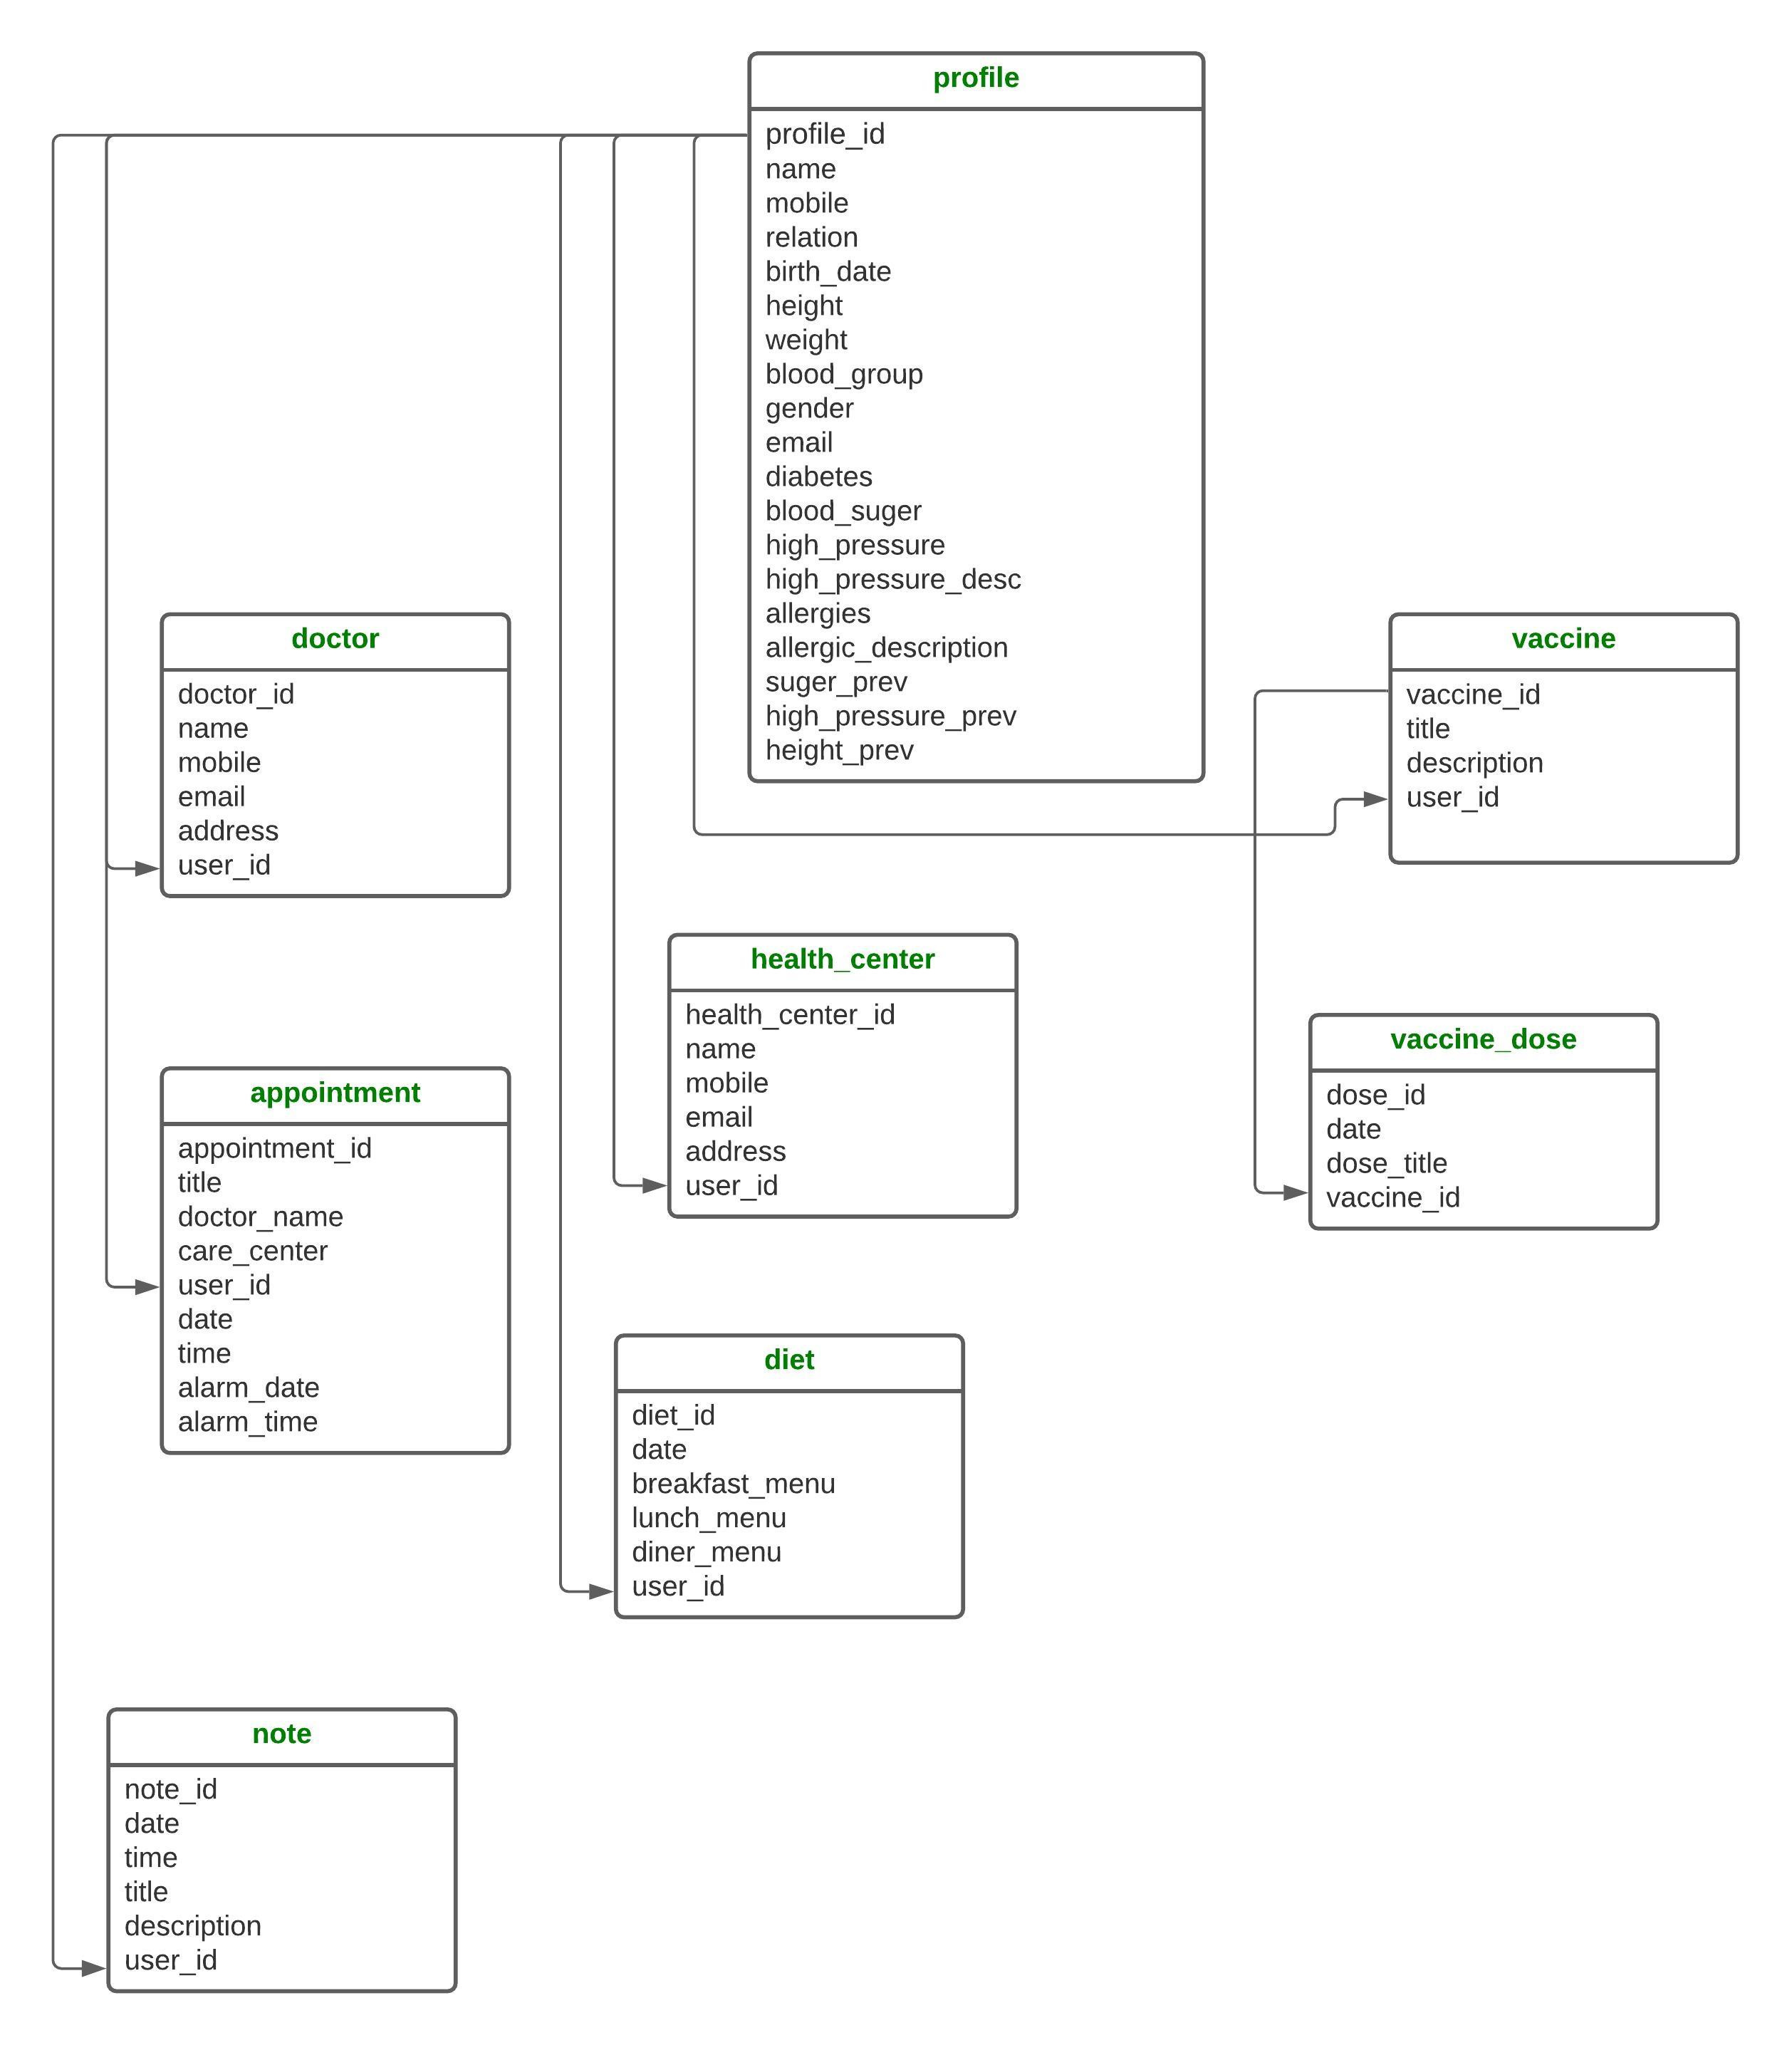 profile
profile_id
name
mobile
relation
birth_date
height
weight
blood_group
gender
email
diabetes
blood_suger
high_pressure
high_pressure_desc
allergies
allergic_description
suger_prev
high_pressure_prev
height_prev
doctor
doctor_id
name
mobile
email
address
user_id
vaccine
vaccine_id
title
description
user_id
health_center
health_center_id
name
mobile
email
address
user_id
vaccine_dose
dose_id
date
dose_title
vaccine_id
appointment
appointment_id
title
doctor_name
care_center
user_id
date
time
alarm_date
alarm_time
diet
diet_id
date
breakfast_menu
lunch_menu
diner_menu
user_id
note
note_id
date
time
title
description
user_id